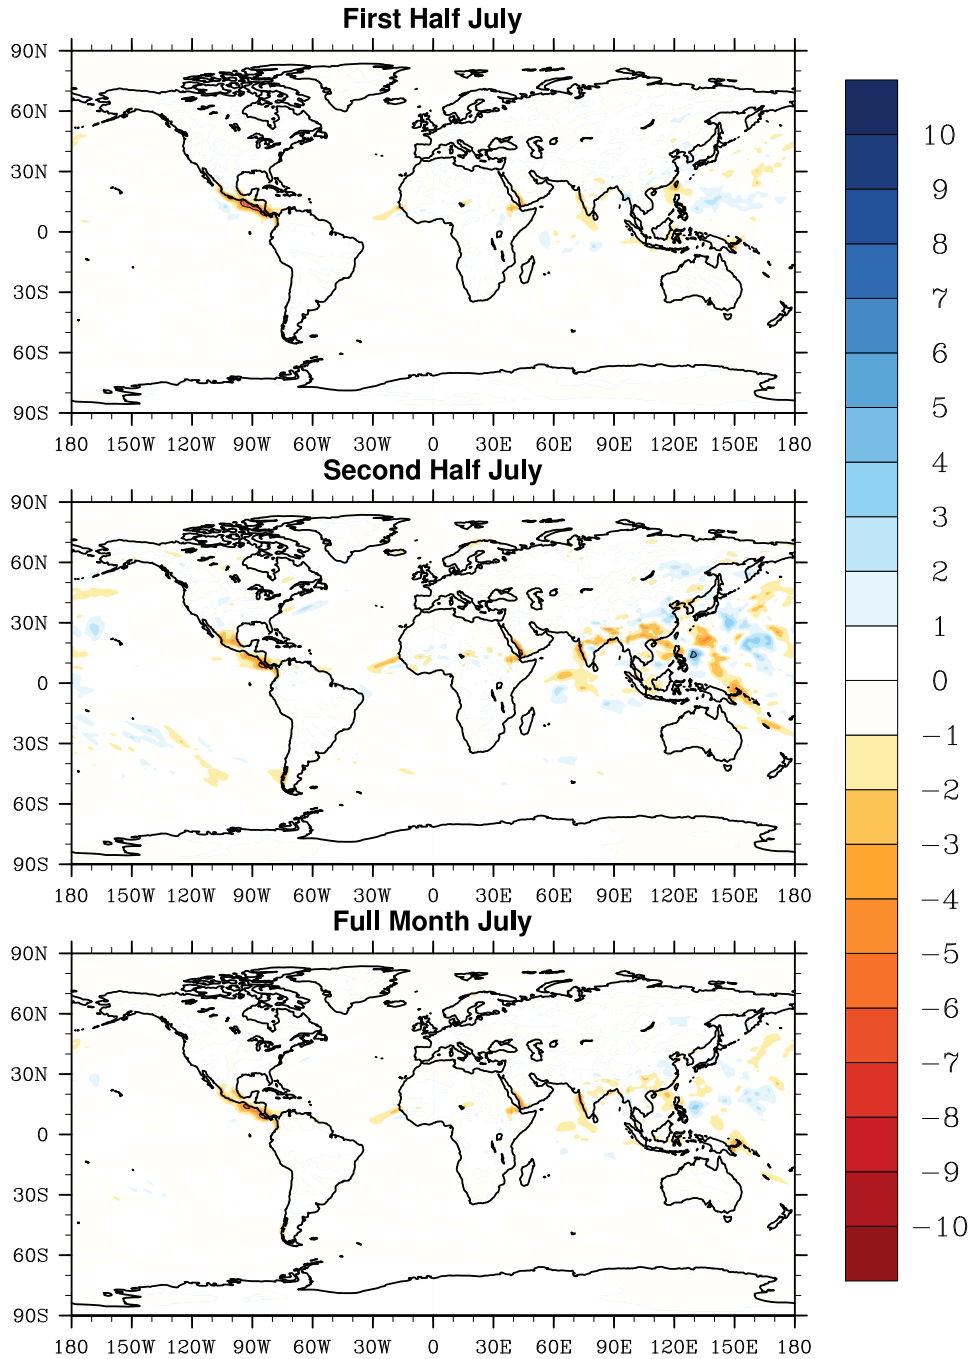 First Half July
90N
60N
30N
0
30S
60S
90S
180 150W 120W 90W 60W 30W 0 30E 60E 90E 120E 150E 180
Second Half July
90N
60N
30N
0
30S
60S
90S
180 150W 120W 90W 60W 30W 0 30E 60E 90E 120E 150E 180
Full Month July
90N
60N
30N
0
30S
60S
90S
180 150W 120W 90W 60W 30W 0 30E 60E 90E 120E 150E 180
10
9
8
7
6
5
4
3
2
1
0
−1
−2
−3
−4
−5
−6
−7
−8
−9
−10